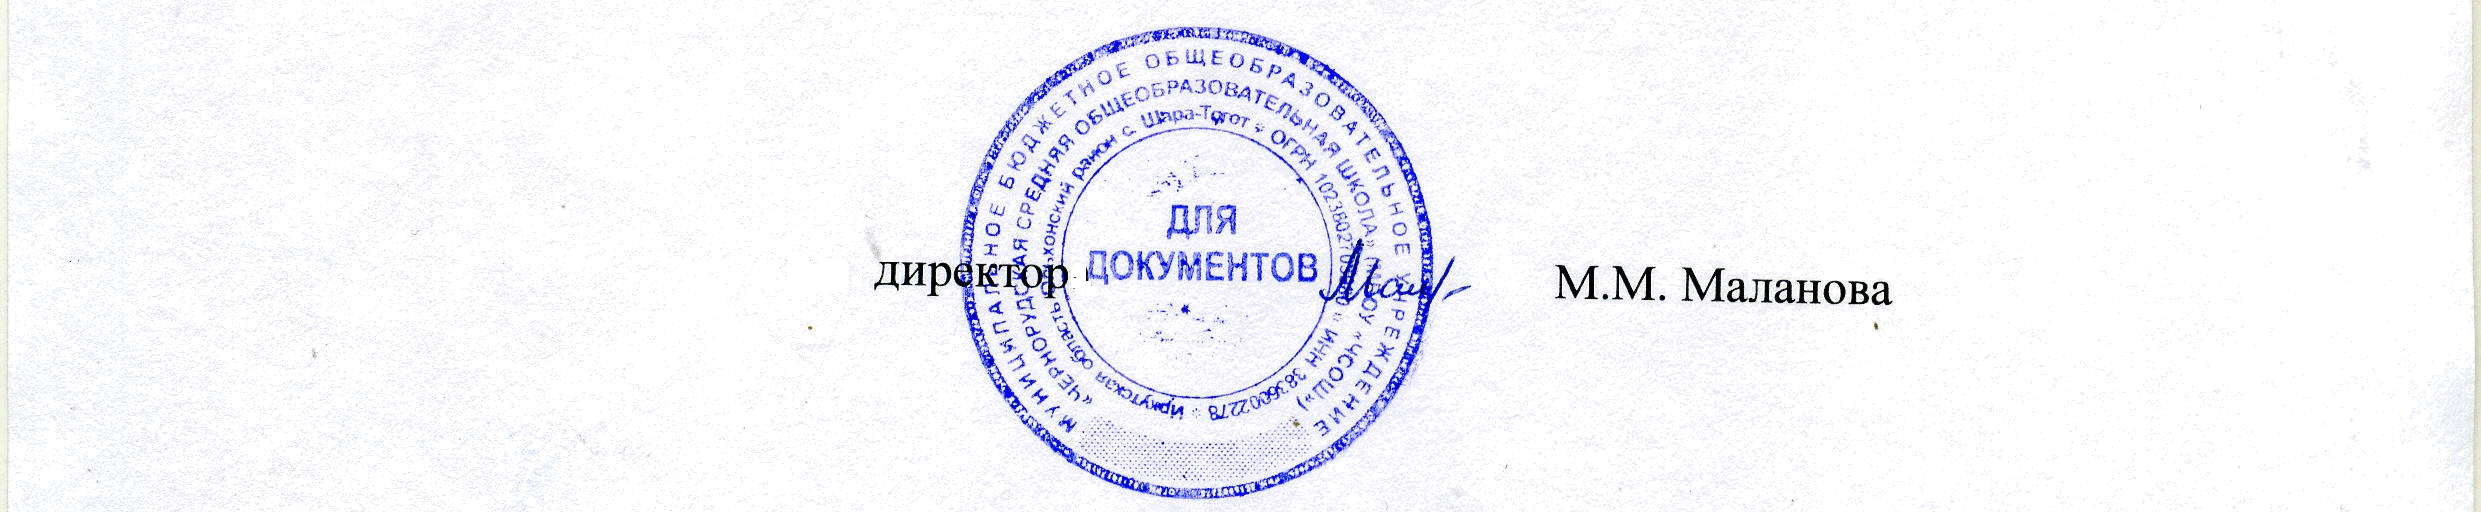 МУНИЦИПАЛЬНОЕ БЮДЖЕТНОЕ ОБЩЕОБРАЗОВАТЕЛЬНОЕ УЧРЕЖДЕНИЕ
«ЧЕРНОРУДСКАЯ СРЕДНЯЯ ОБЩЕОБРАЗОВАТЕЛЬНАЯ ШКОЛА» (МБОУ «ЧСОШ»)
Иркутская область Ольхонский район с. Шара-Тогот * ОГРН * ИНН 3836002278 *
ДЛЯ
ДОКУМЕНТОВ
директор М.М. Маланова